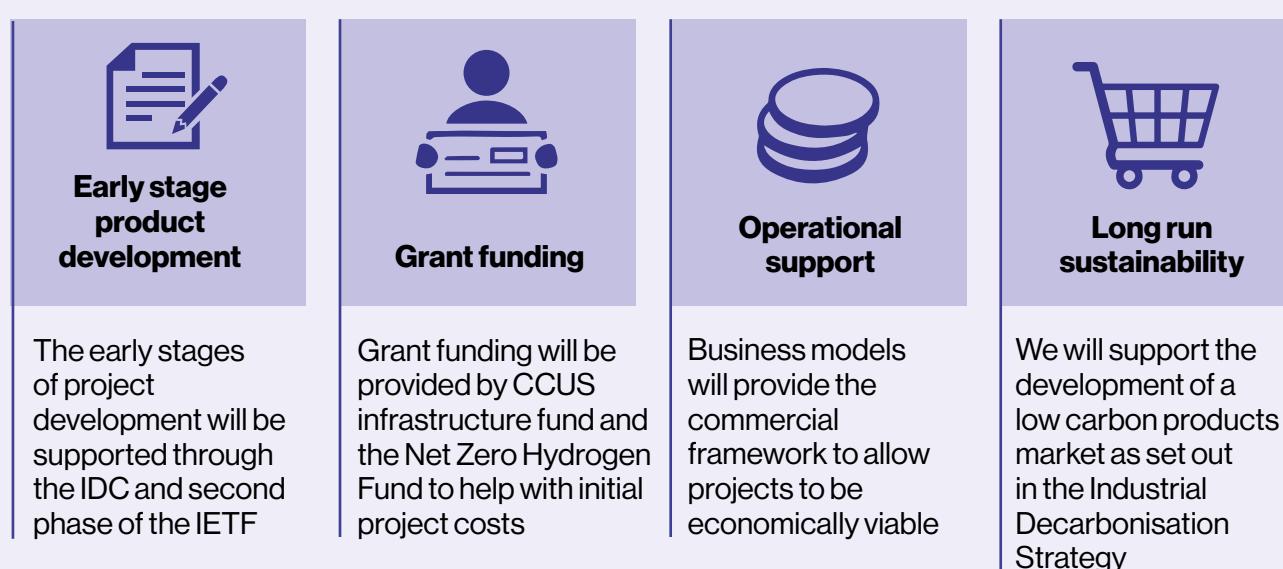 Early stage
product
development
The early stages
of project
development will be
supported through
the IDC and second
phase of the IETF
Grant funding
Grant funding will be
provided by CCUS
infrastructure fund and
the Net Zero Hydrogen
Fund to help with initial
project costs
Operational
support
Business models
will provide the
commercial
framework to allow
projects to be
economically viable
Long run
sustainability
We will support the
development of a
low carbon products
market as set out
in the Industrial
Decarbonisation
Strategy